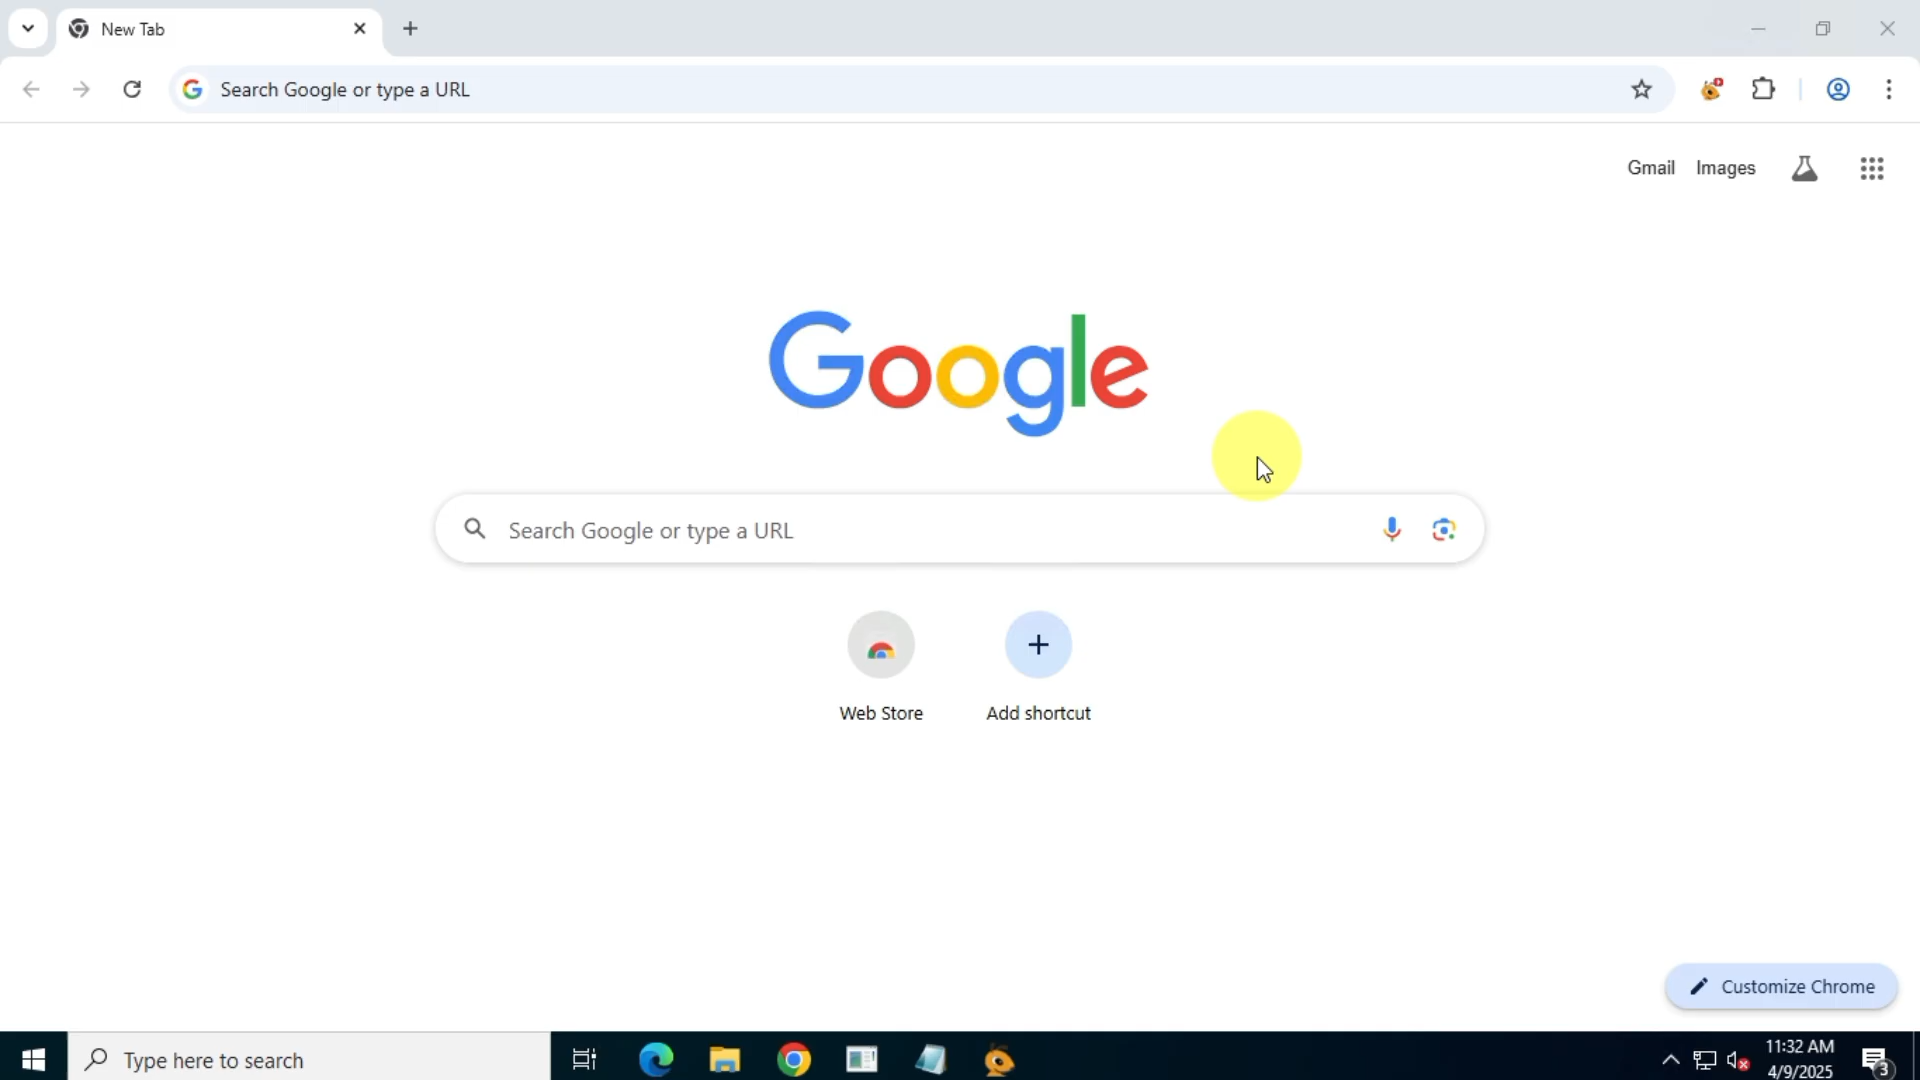 New Tab
Search Google or type a URL
Gmail Images
Google
Search Google or type a URL
Web Store Add shortcut
Customize Chrome
Type here to search
11:32 AM
4/9/2025
3